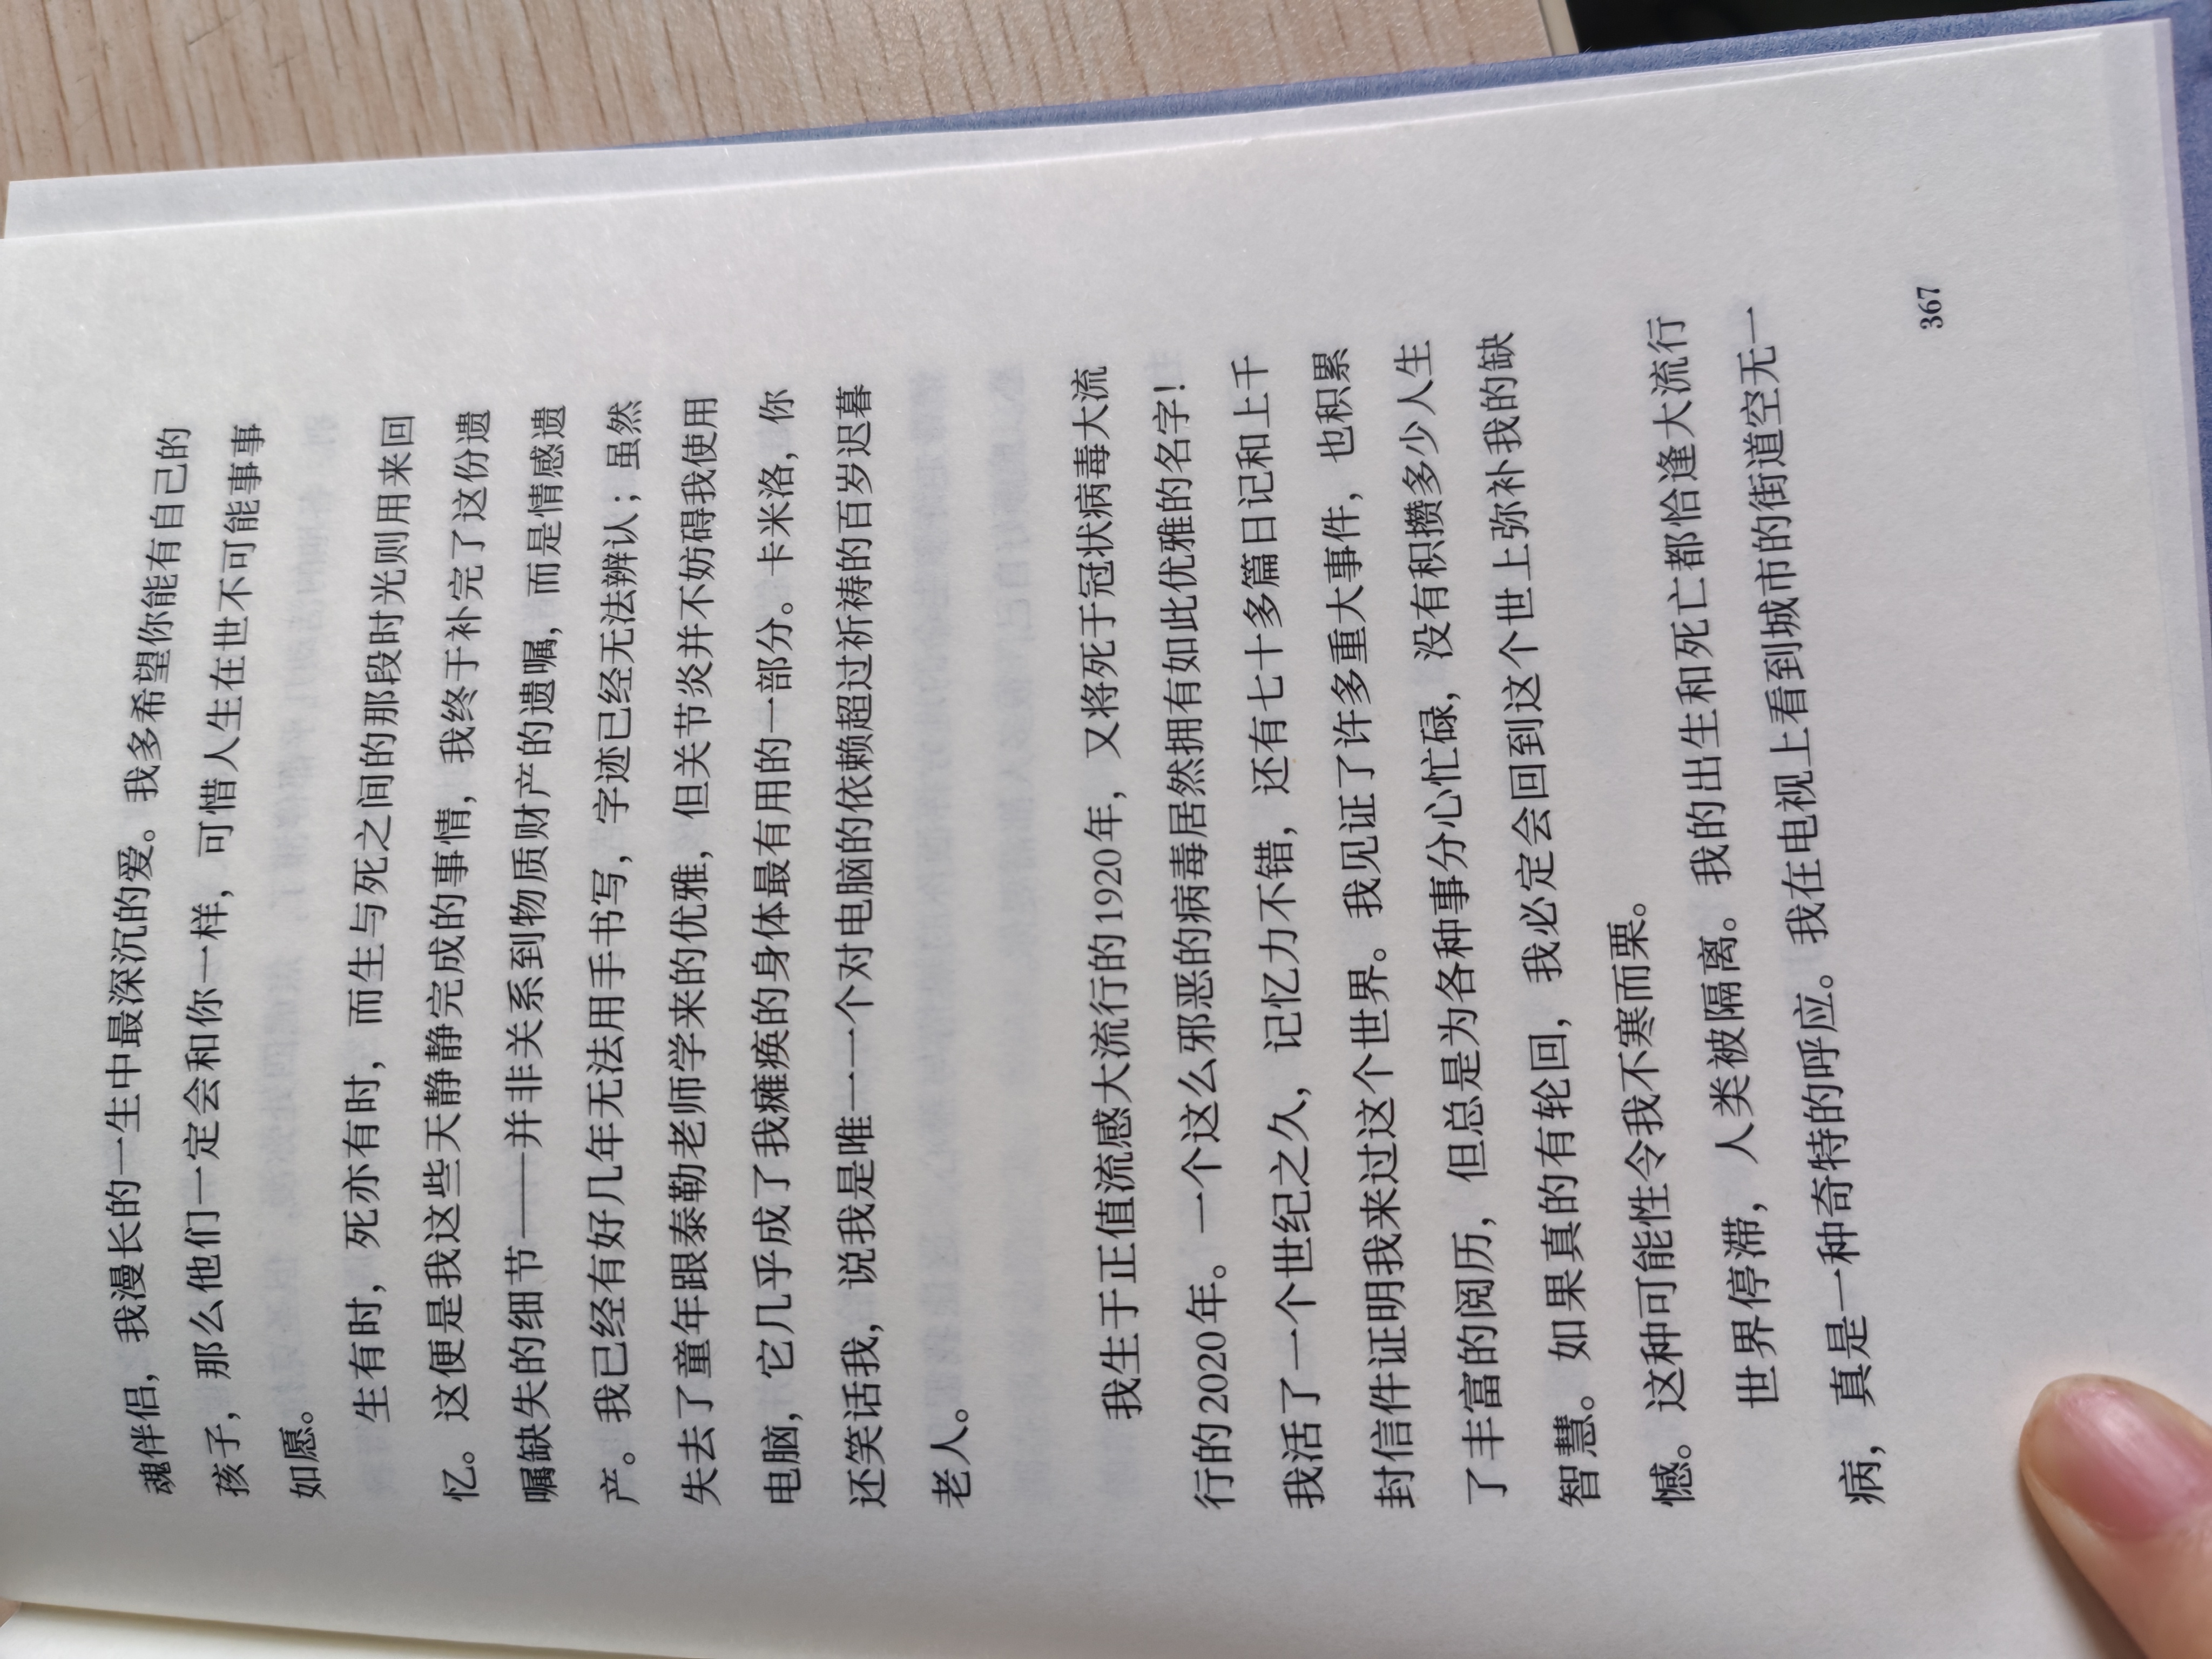 魂伴侣，我漫长的一生中最深沉的爱。我多希望你能有自己的
孩子，那么他们一定会和你一样，可惜人生在世不可能事事
如愿。
生有时，死亦有时，而生与死之间的那段时光则用来回
忆。这便是我这些天静静完成的事情，我终于补完了这份遗
嘱缺失的细节——并非关系到物质财产的遗嘱，而是情感遗
产。我已经有好几年无法用手书写，字迹已经无法辨认；虽然
失去了童年跟泰勒老师学来的优雅，但关节炎并不妨碍我使用
电脑，它几乎成了我瘫痪的身体最有用的一部分。卡米洛，你
还笑话我，说我是唯一一个对电脑的依赖超过祈祷的百岁迟暮
老人。
我生于正值流感大流行的1920年，又将死于冠状病毒大流
行的2020年。一个这么邪恶的病毒居然拥有如此优雅的名字！
我活了一个世纪之久，记忆力不错，还有七十多篇日记和上千
封信件证明我来过这个世界。我见证了许多重大事件，也积累
了丰富的阅历，但总是为各种事分心忙碌，没有积攒多少人生
智慧。如果真的有轮回，我必定会回到这个世上弥补我的缺
憾。这种可能性令我不寒而栗。
世界停滞，人类被隔离。我的出生和死亡都恰逢大流行
病，真是一种奇特的呼应。我在电视上看到城市的街道空无一
367